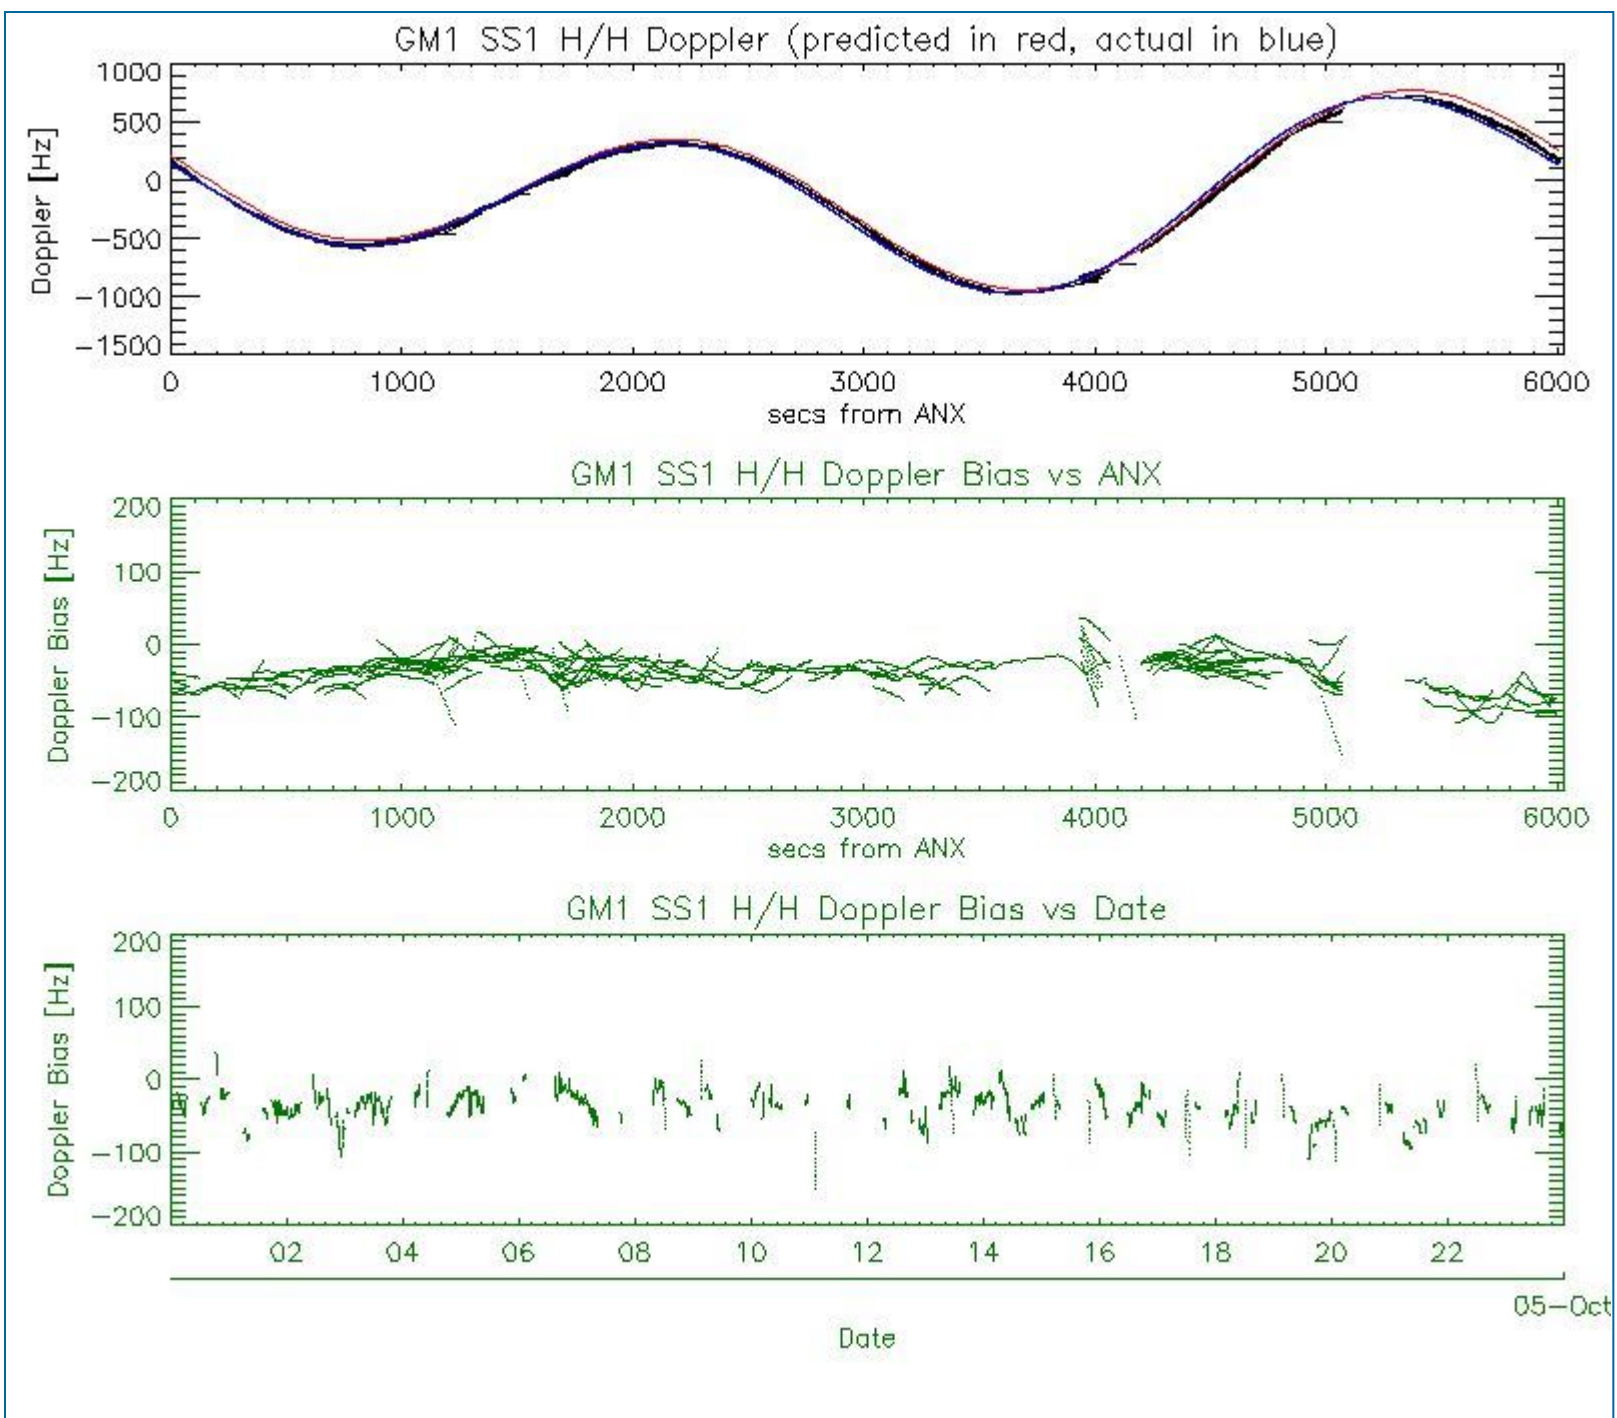 GM1 SS1 H/H Doppler (predicted in red, actual in blue)
1000
500
0
-500
-1000
-1500
Doppler [Hz]
0 1000 2000 3000 4000 5000 6000
secs from ANX
GM1 SS1 H/H Doppler Bias vs ANX
200
100
0
-100
-200
Doppler Bias [Hz]
0 1000 2000 3000 4000 5000 6000
secs from ANX
GM1 SS1 H/H Doppler Bias vs Date
200
100
0
-100
-200
Doppler Bias [Hz]
02 04 06 08 10 12 14 16 18 20 22
05-Oct
Date